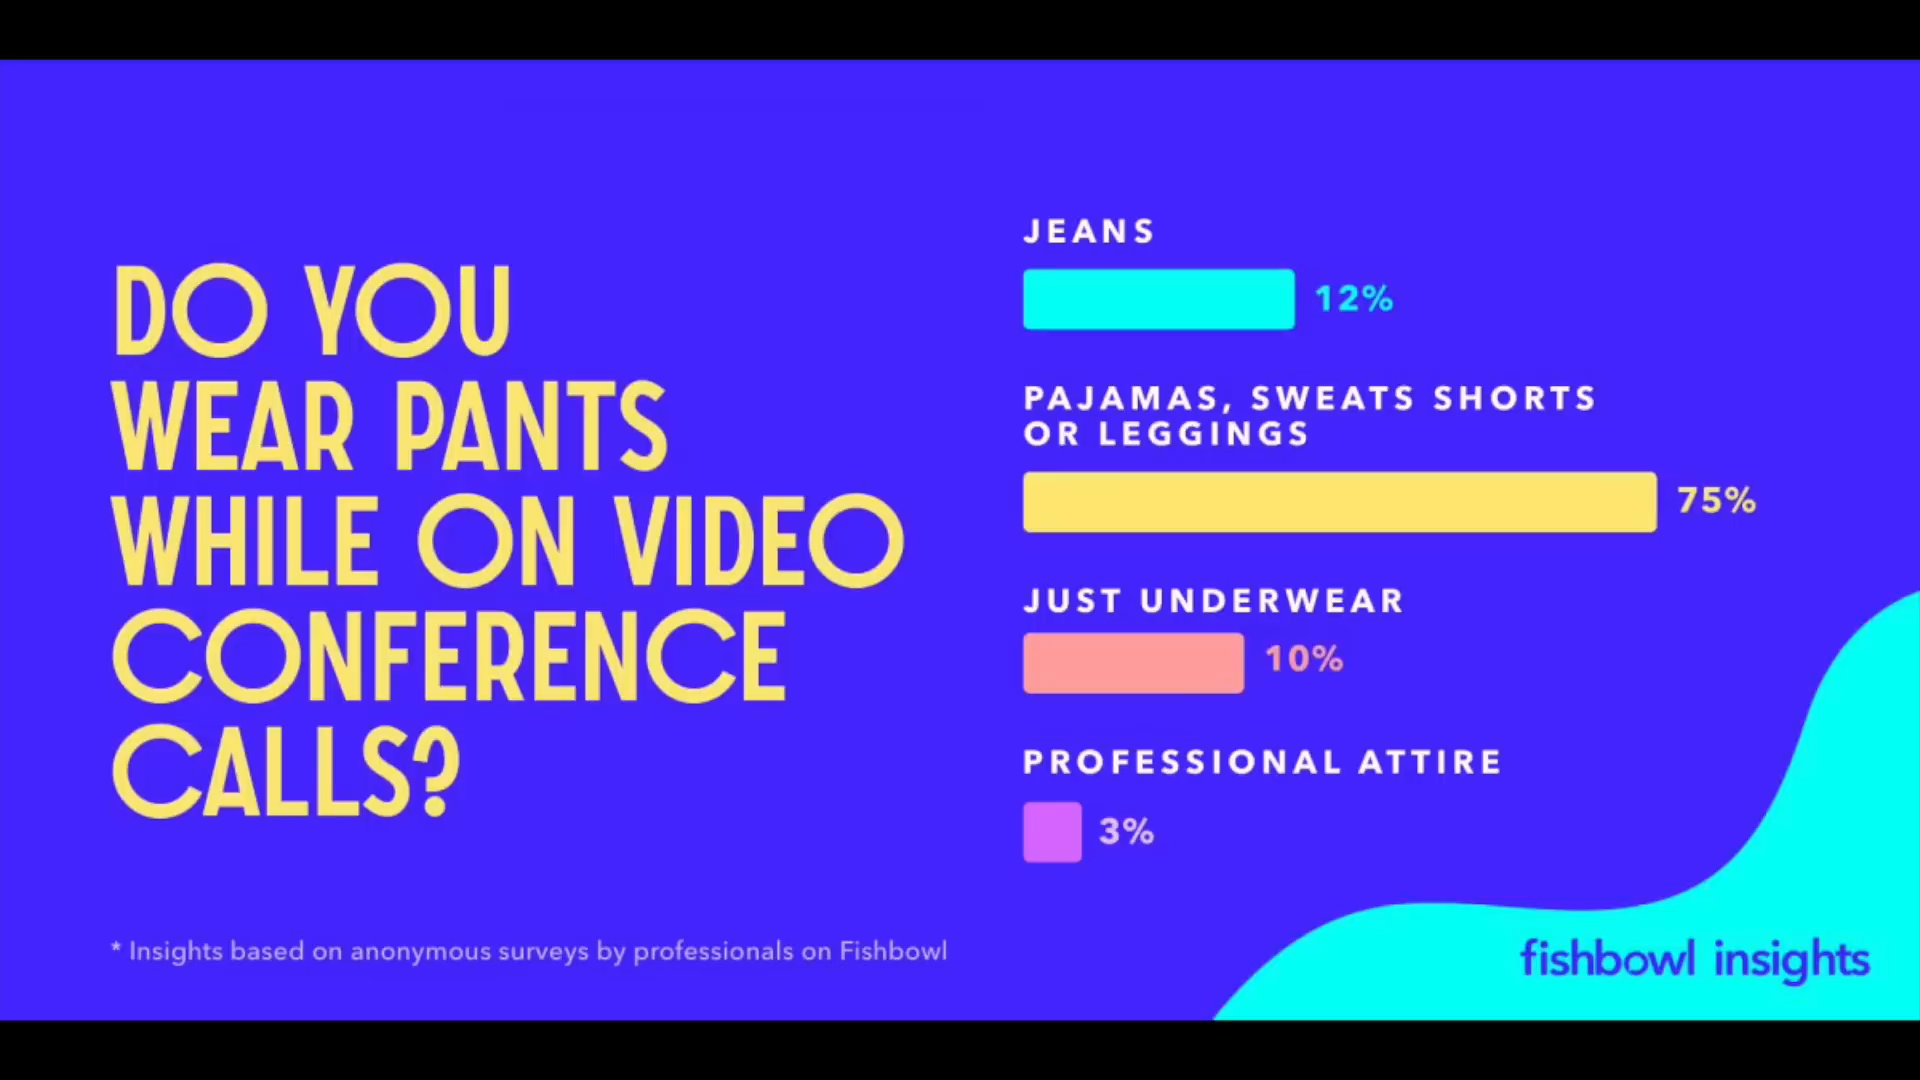 DO YOU
WEAR PANTS
WHILE ON VIDEO
CONFERENCE
CALLS?
* Insights based on anonymous surveys by professionals on Fishbowl
JEANS
12%
PAJAMAS, SWEATS SHORTS
OR LEGGINGS
75%
JUST UNDERWEAR
10%
PROFESSIONAL ATTIRE
3%
fishbowl insights